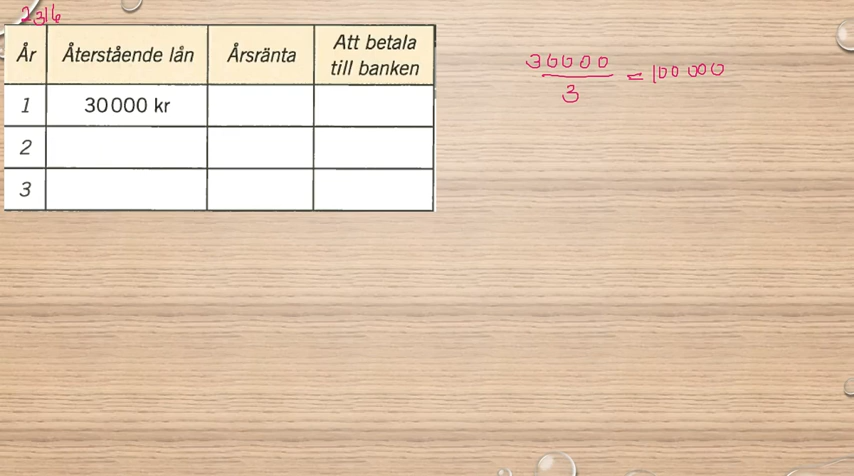 2316
År Återstående lån Årsränta Att betala till banken
1 30 000 kr
2
3
30000
3
= 100 000